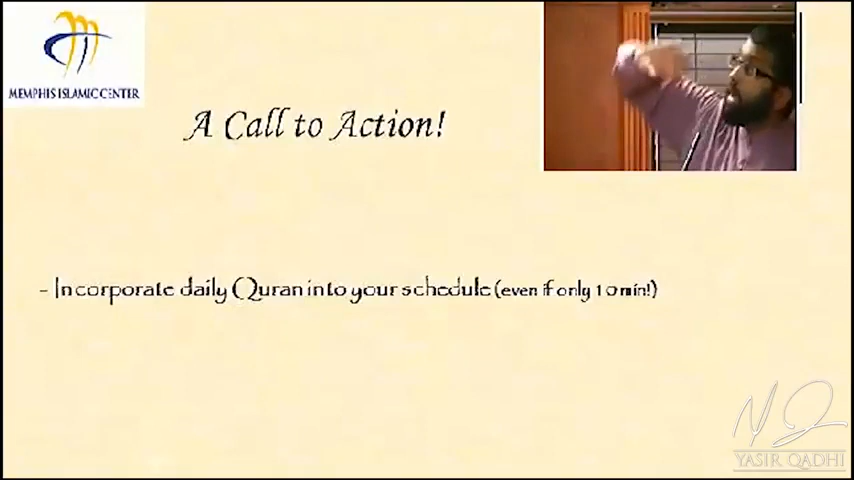 MEMPHIS ISLAMIC CENTER
A Call to Action!
- Incorporate daily Quran into your schedule (even if only 10 min!)
YASIR QADHI